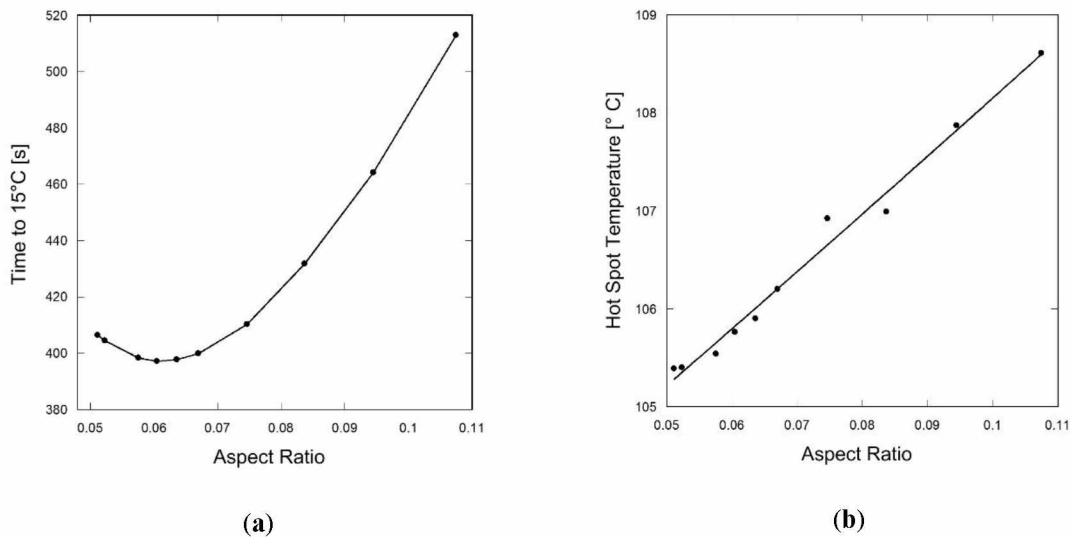 520
500
480
460
440
420
400
380
Time to 15°C [s]
0.05 0.06 0.07 0.08 0.09 0.1 0.11
Aspect Ratio
(a)
109
108
107
106
105
Hot Spot Temperature [° C]
0.05 0.06 0.07 0.08 0.09 0.1 0.11
Aspect Ratio
(b)